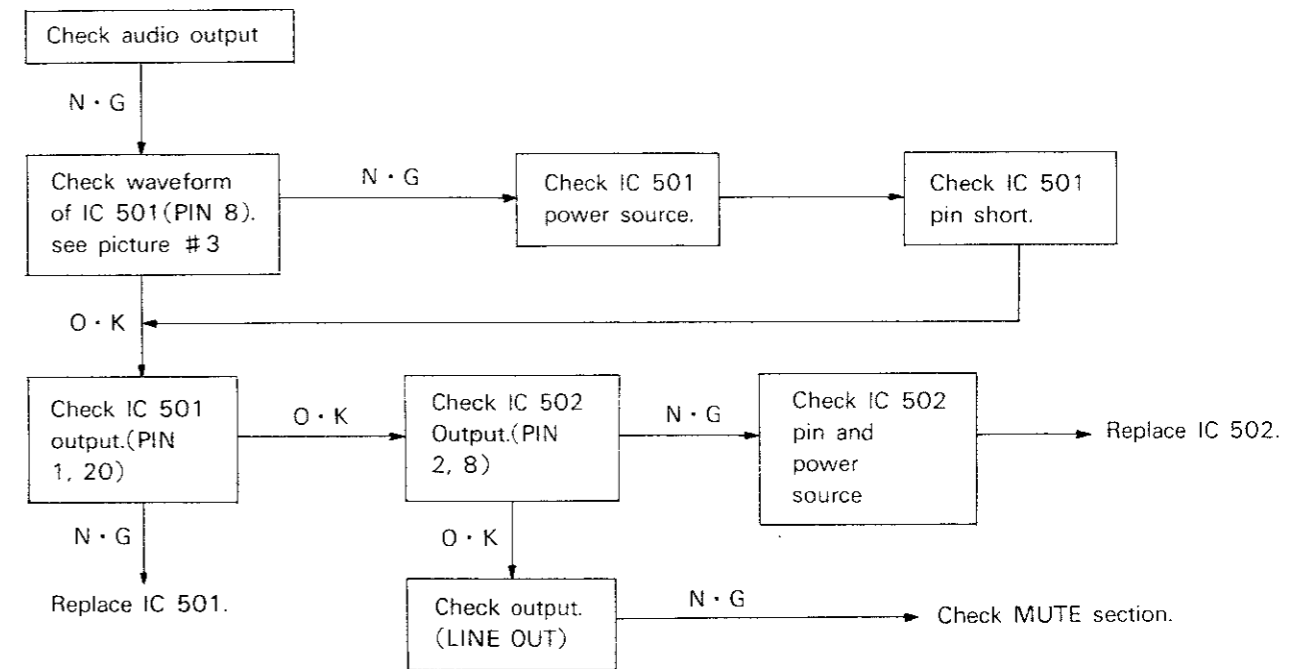 Check audio output
N · G
Check waveform
of IC 501(PIN 8).
see picture #3
N · G
Check IC 501
power source.
Check IC 501
pin short.
O · K
Check IC 501
output.(PIN
1, 20)
O · K
Check IC 502
Output.(PIN
2, 8)
N · G
Check IC 502
pin and
power
source
Replace IC 502.
N · G
Replace IC 501.
O · K
Check output.
(LINE OUT)
N · G
Check MUTE section.